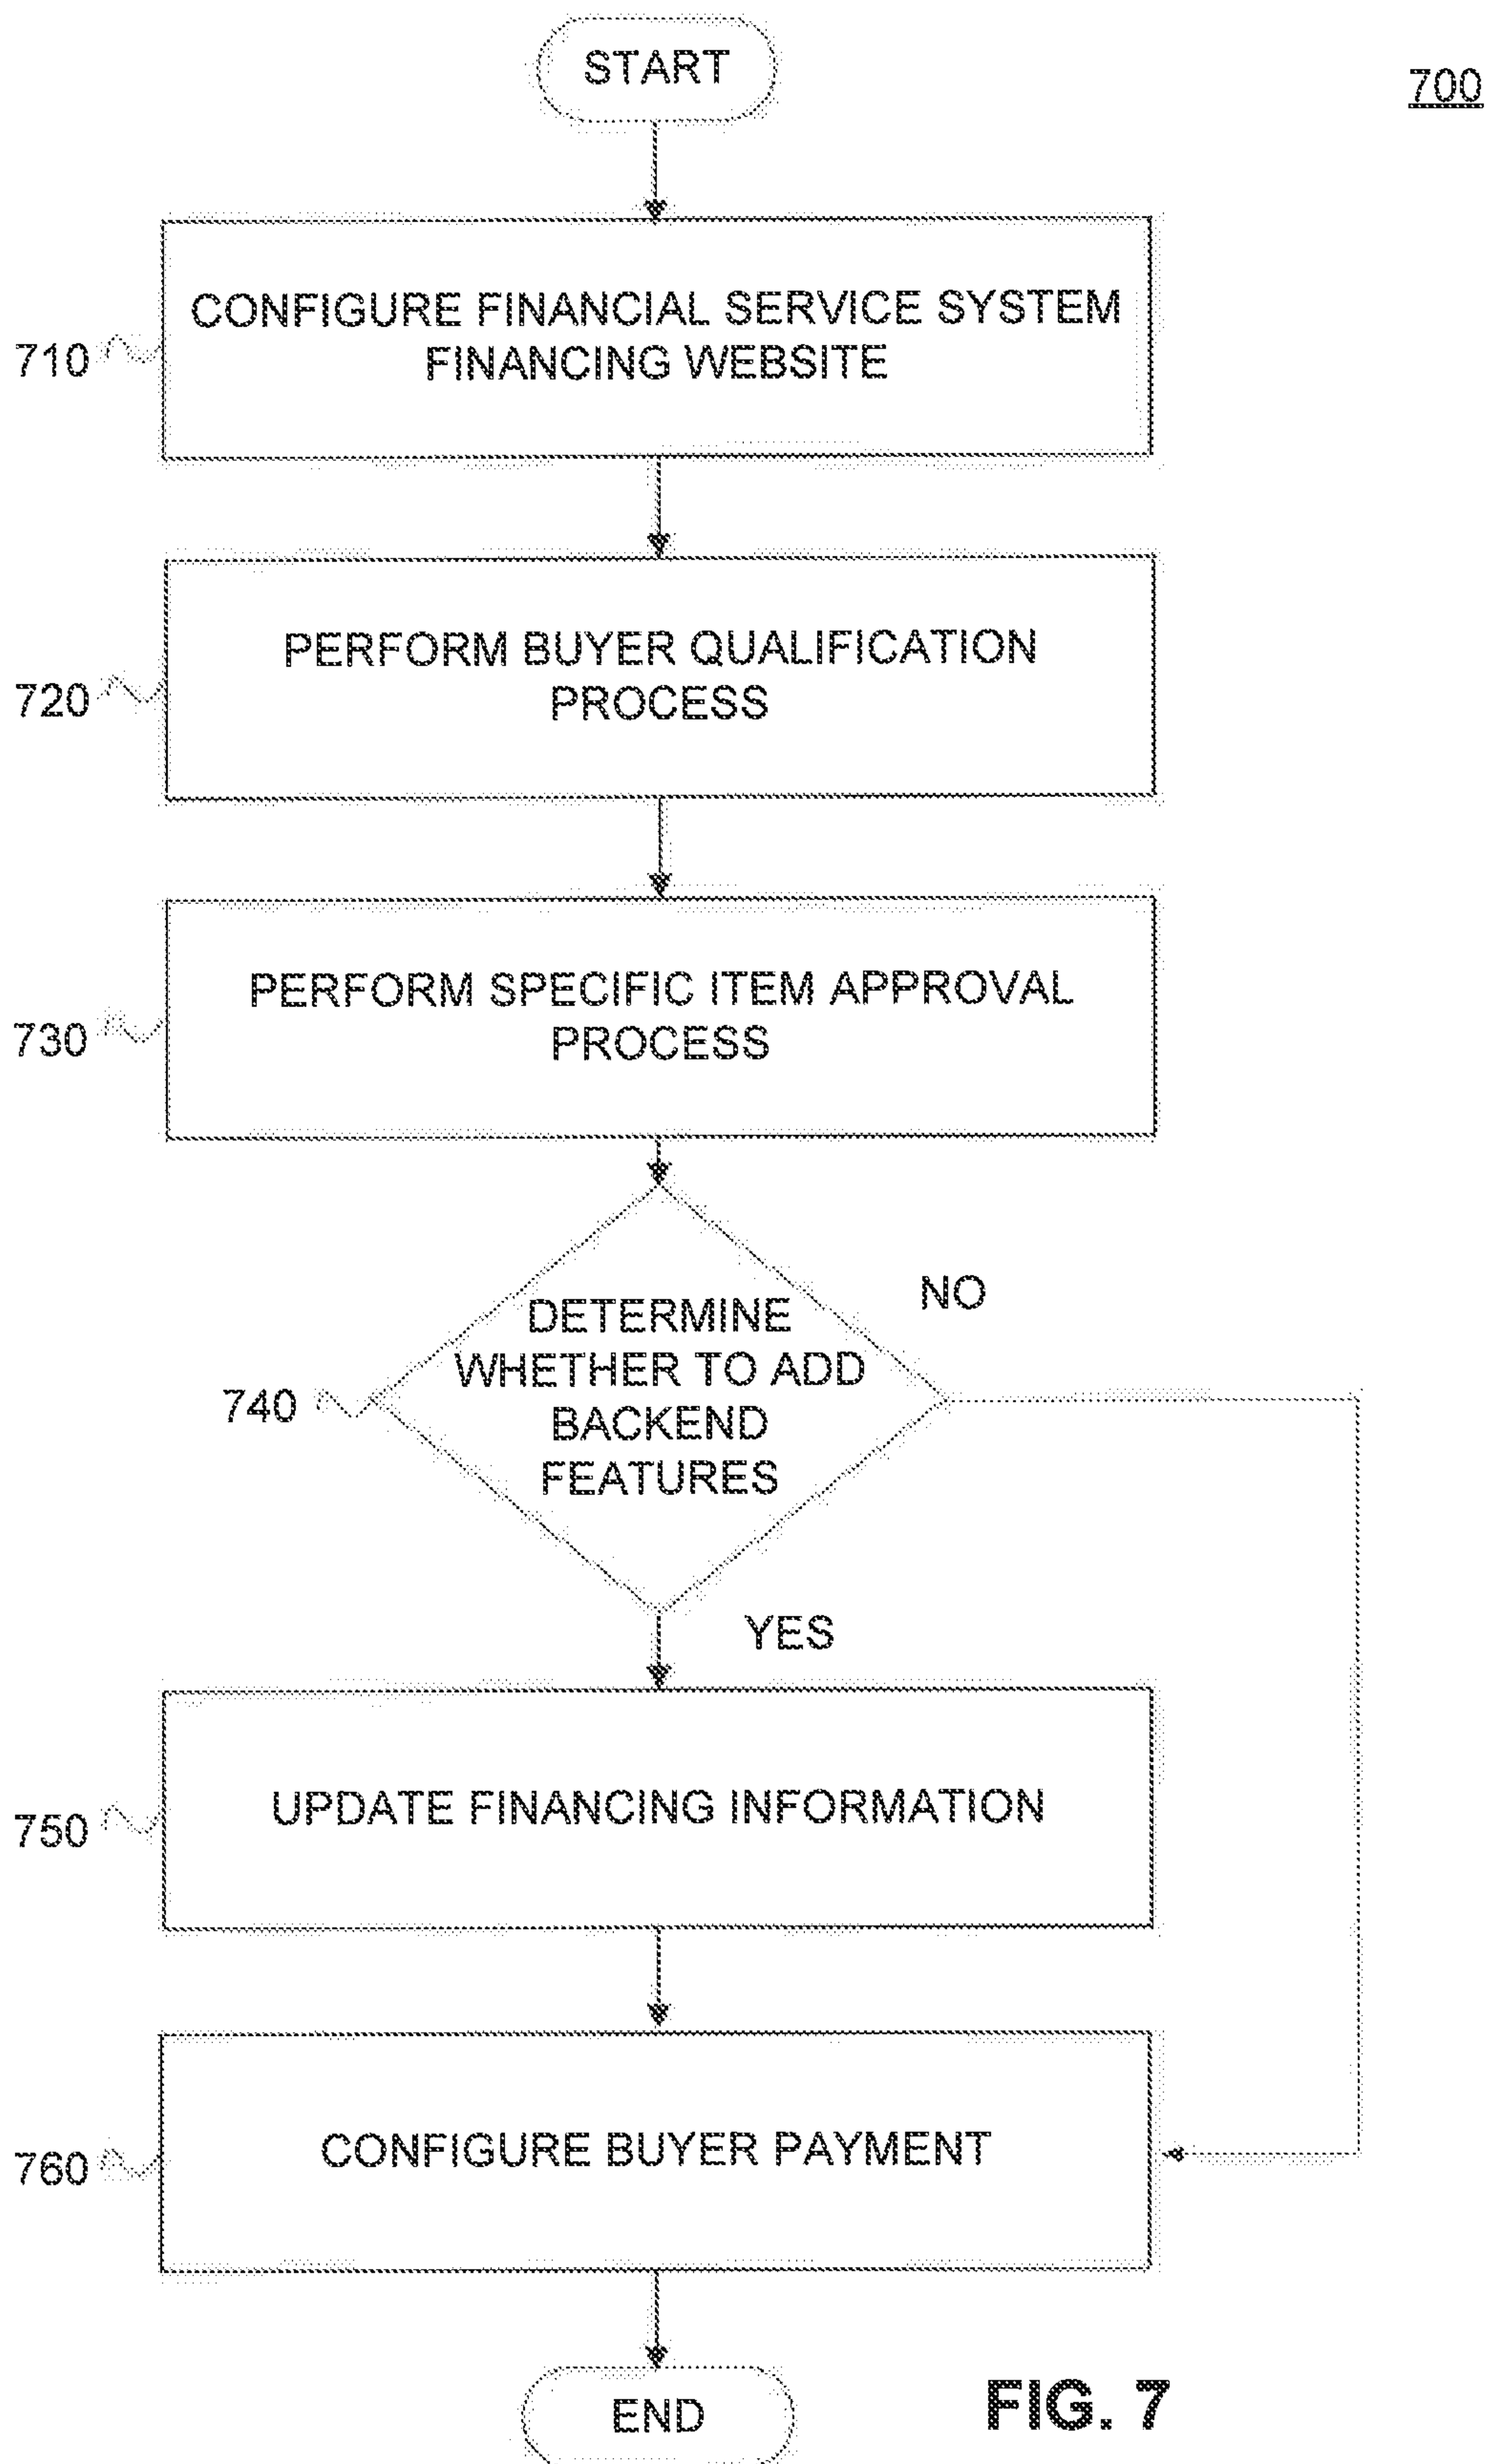 START
700
CONFIGURE FINANCIAL SERVICE SYSTEM
FINANCING WEBSITE
710
PERFORM BUYER QUALIFICATION
PROCESS
720
PERFORM SPECIFIC ITEM APPROVAL
PROCESS
730
NO
DETERMINE
WHETHER TO ADD
BACKEND
FEATURES
740
YES
UPDATE FINANCING INFORMATION
750
CONFIGURE BUYER PAYMENT
760
END
FIG. 7